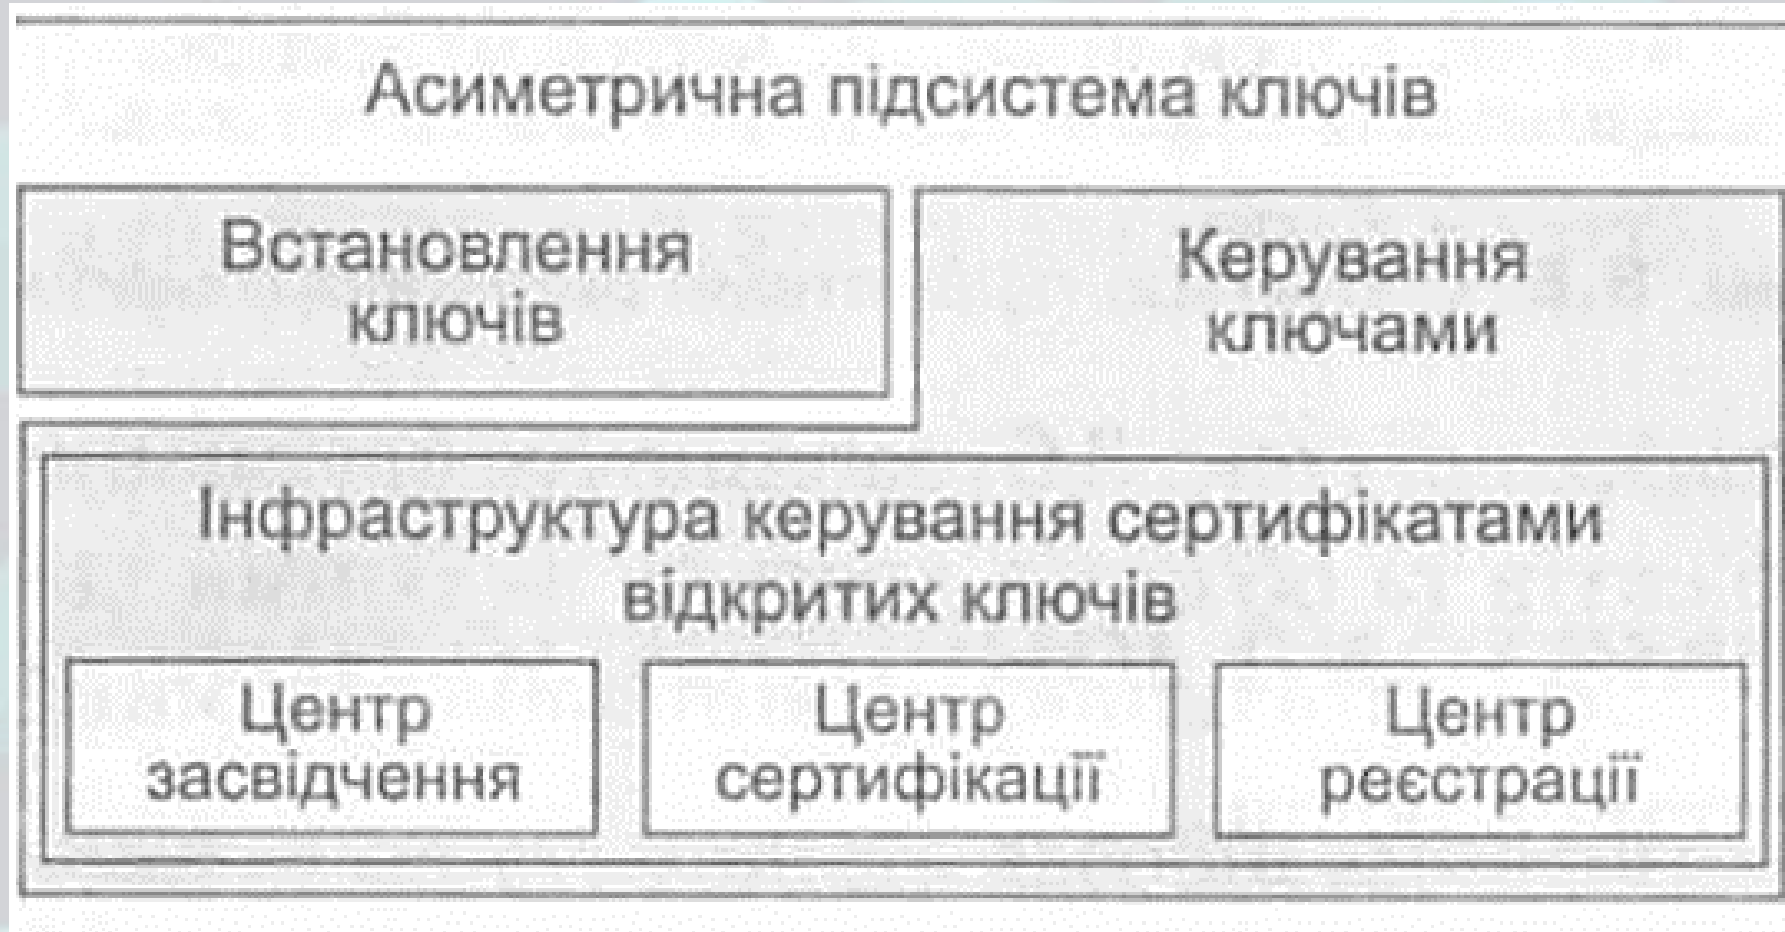 Асиметрична підсистема ключів
Встановлення
ключів
Керування
ключами
Інфраструктура керування сертифікатами
відкритих ключів
Центр
засвідчення
Центр
сертифікації
Центр
реєстрації